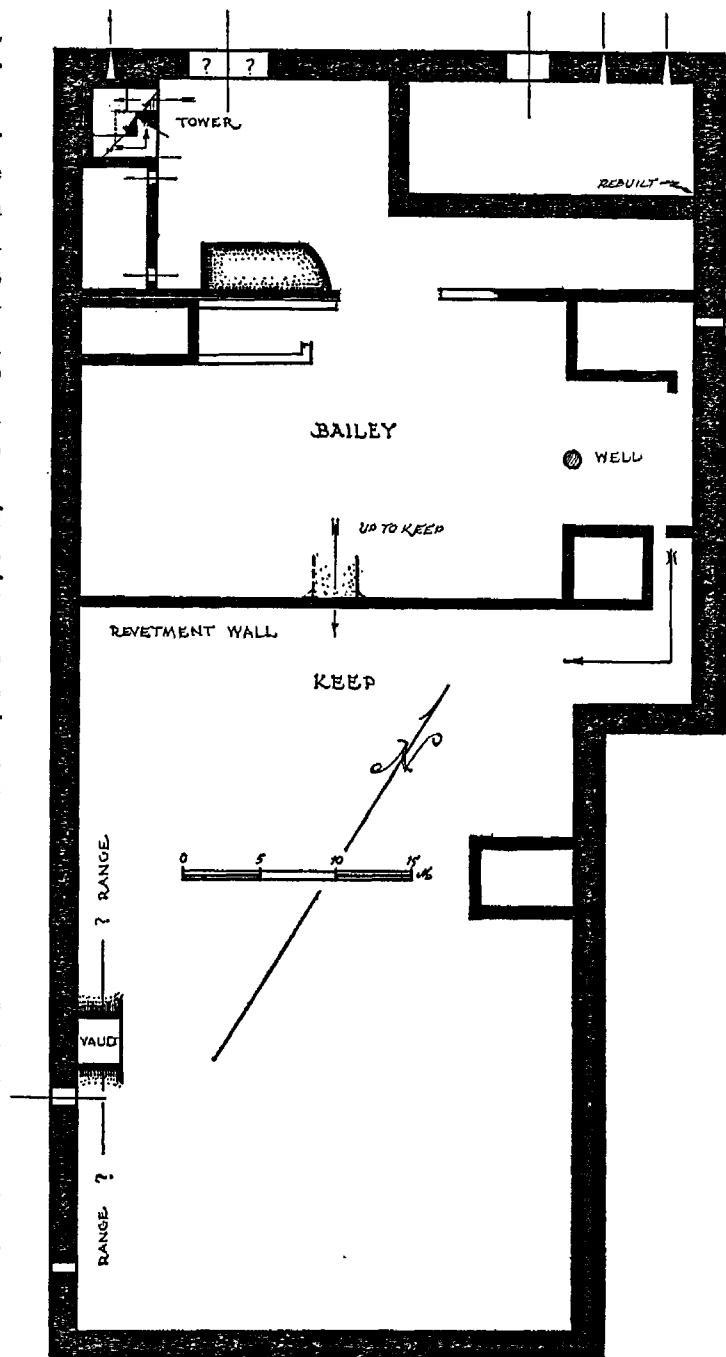 ? ?
TOWER
REBUILT
BAILEY
WELL
UP TO KEEP
REVETMENT WALL
KEEP
N
0 5 10 15 M
? RANGE
VAULT
RANGE ?